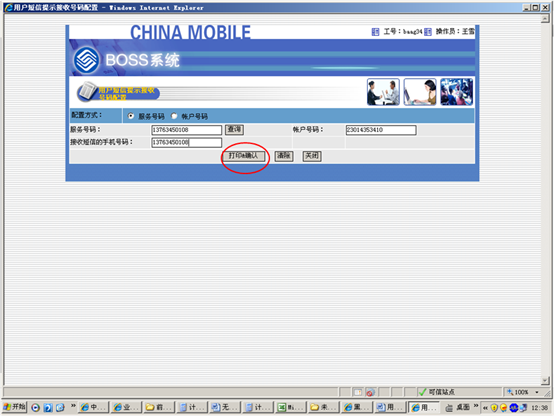 用户短信提示接收号码配置 - Windows Internet Explorer
CHINA MOBILE
工号：bang34 操作员：王雪
BOSS系统
用户短信提示接收
号码配置
配置方式： 服务号码 帐户号码
服务号码： 13763450108 查询 帐户号码： 23014353410
接收短信的手机号码： 13763450108
打印&确认 清除 关闭
可信站点 100%
开始 中... 业... 前... 计... 无... 计... Mi... 未... 黑... 用... 用... 桌面 12:38